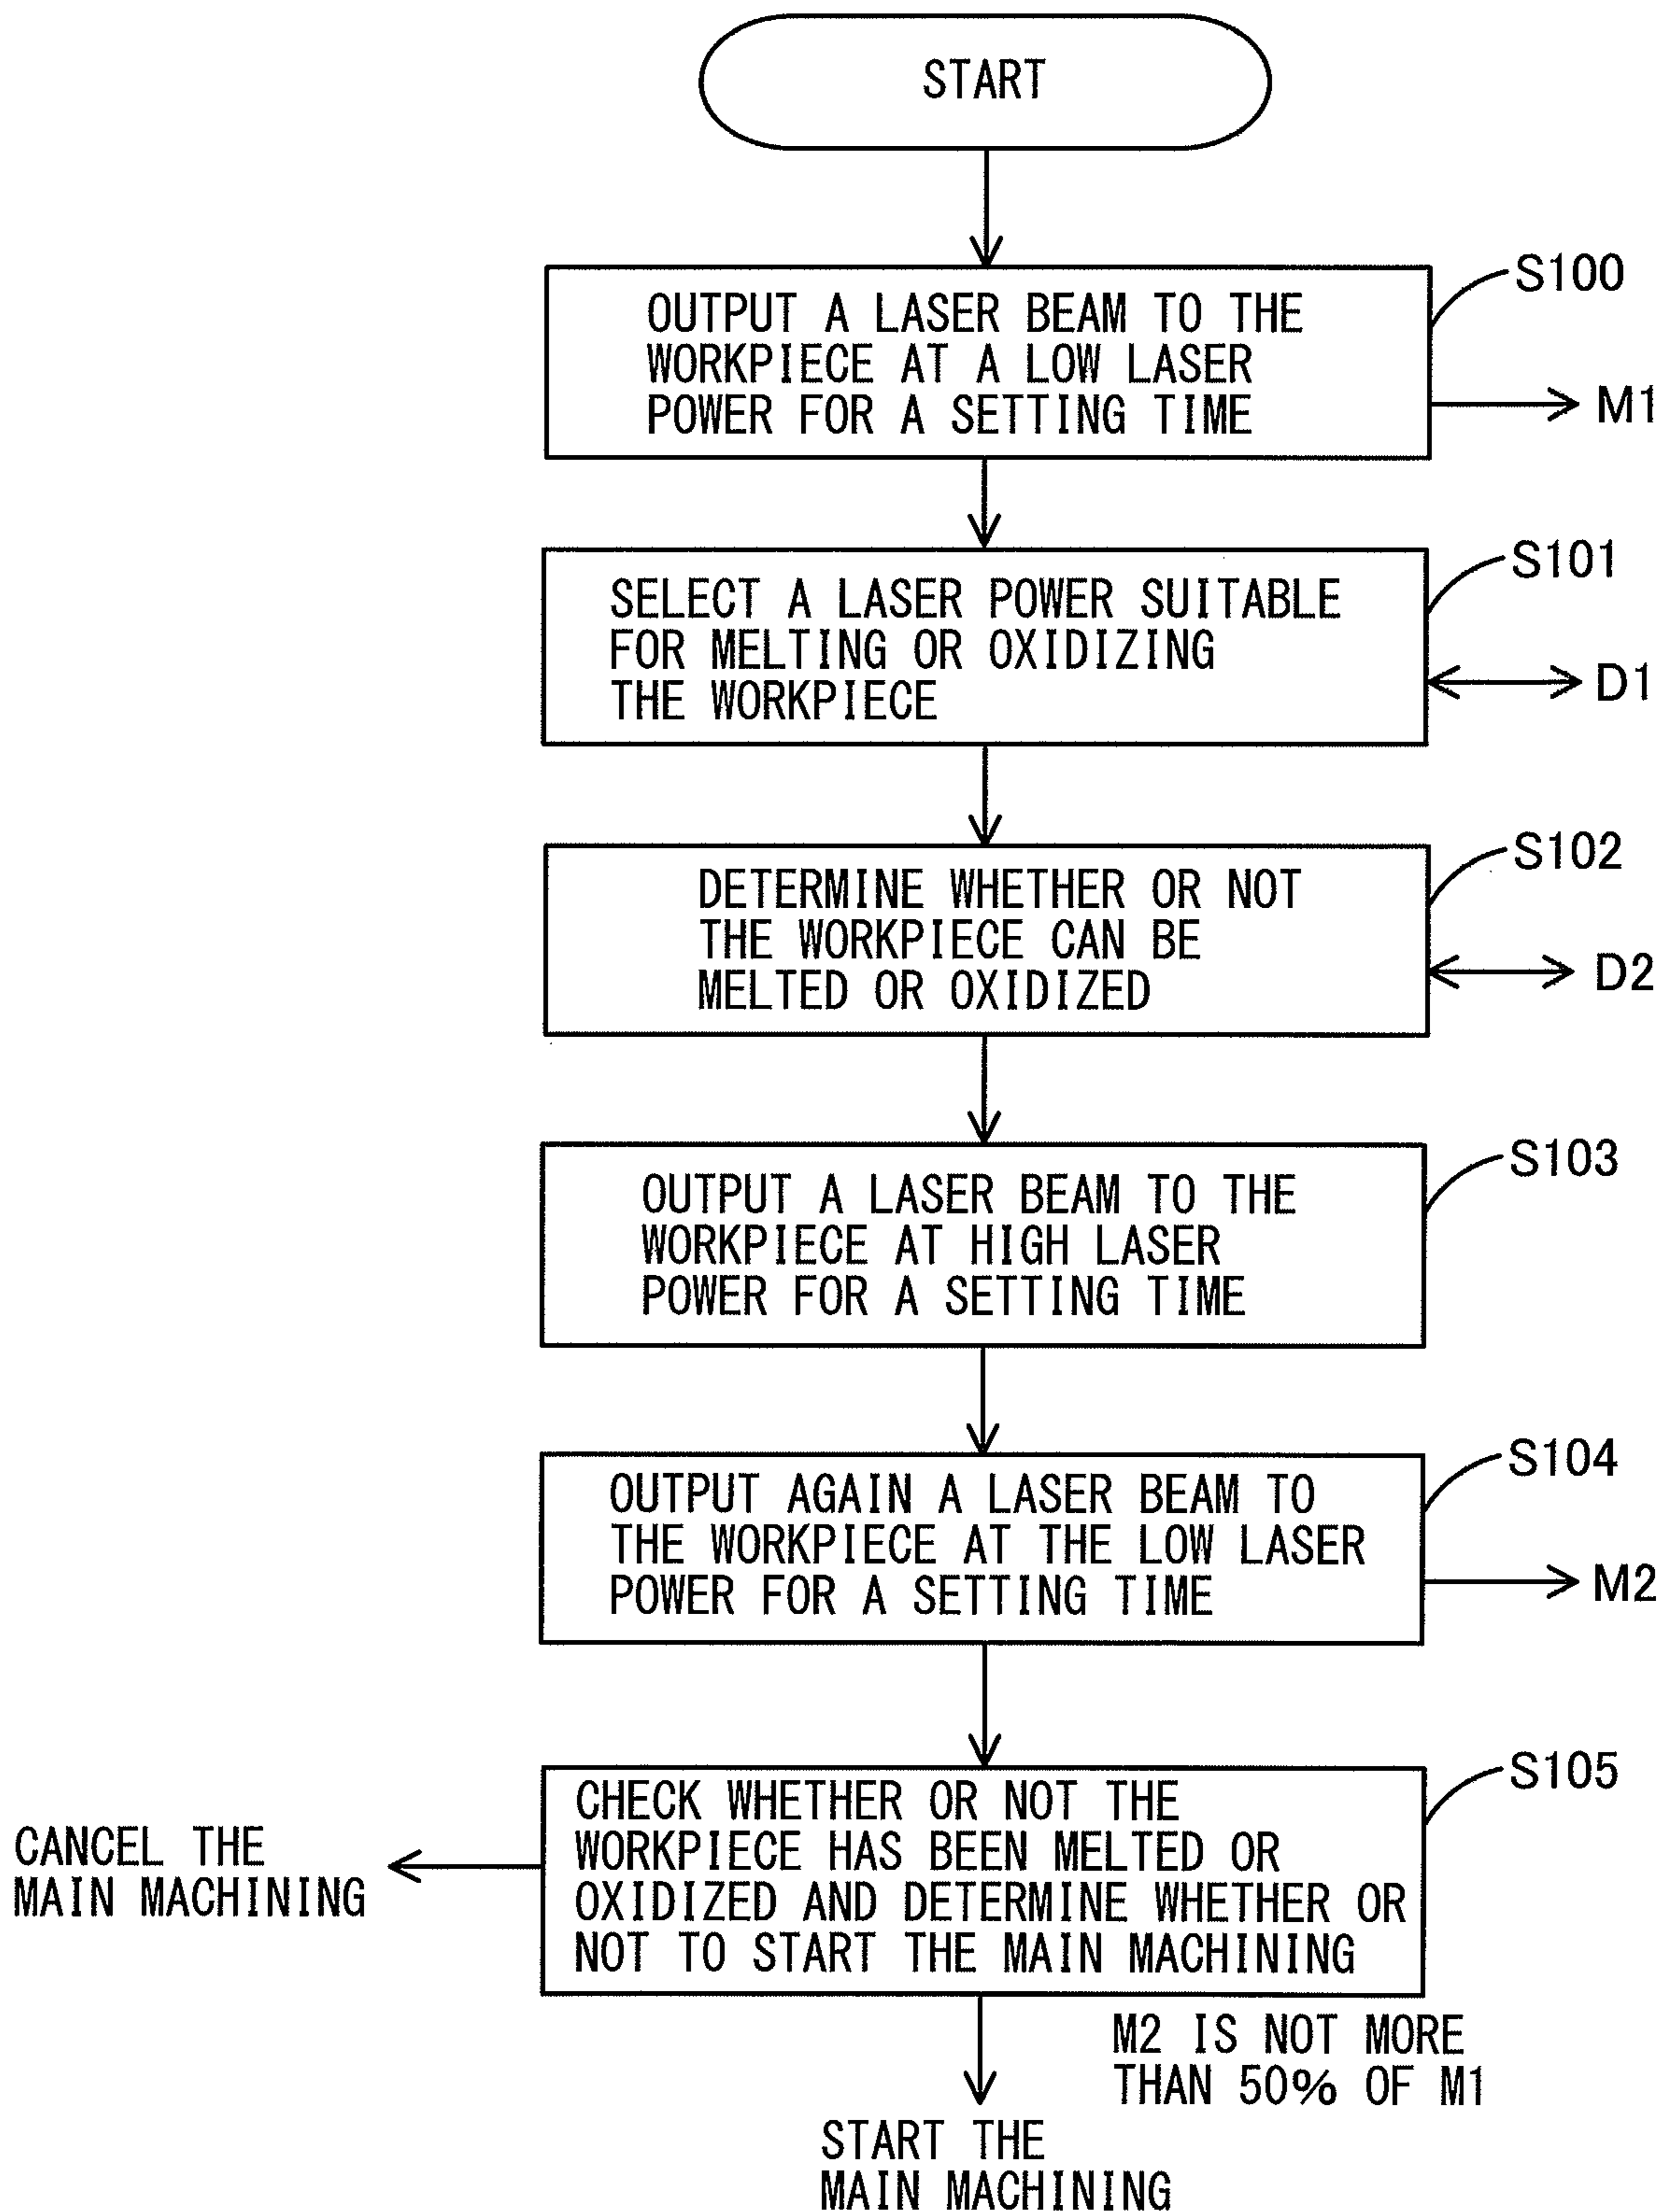 START
S100
OUTPUT A LASER BEAM TO THE
WORKPIECE AT A LOW LASER
POWER FOR A SETTING TIME
M1
S101
SELECT A LASER POWER SUITABLE
FOR MELTING OR OXIDIZING
THE WORKPIECE
D1
S102
DETERMINE WHETHER OR NOT
THE WORKPIECE CAN BE
MELTED OR OXIDIZED
D2
S103
OUTPUT A LASER BEAM TO THE
WORKPIECE AT HIGH LASER
POWER FOR A SETTING TIME
S104
OUTPUT AGAIN A LASER BEAM TO
THE WORKPIECE AT THE LOW LASER
POWER FOR A SETTING TIME
M2
S105
CHECK WHETHER OR NOT THE
WORKPIECE HAS BEEN MELTED OR
OXIDIZED AND DETERMINE WHETHER OR
NOT TO START THE MAIN MACHINING
CANCEL THE
MAIN MACHINING
M2 IS NOT MORE
THAN 50% OF M1
START THE
MAIN MACHINING